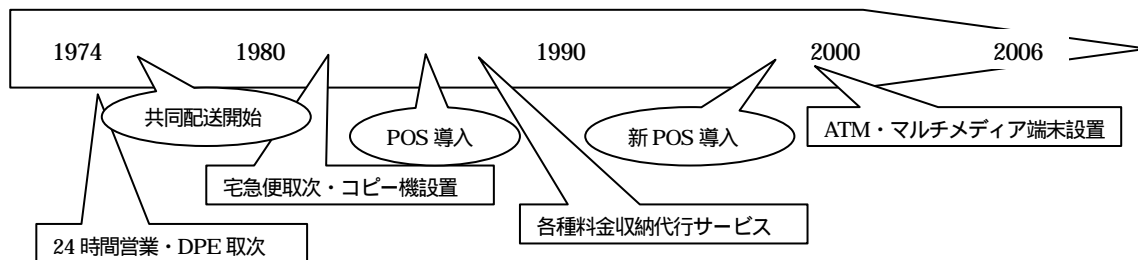 1974 1980 1990 2000 2006
共同配送開始
POS 導入
新 POS 導入
ATM・マルチメディア端末設置
宅急便取次・コピー機設置
各種料金収納代行サービス
24 時間営業・DPE 取次